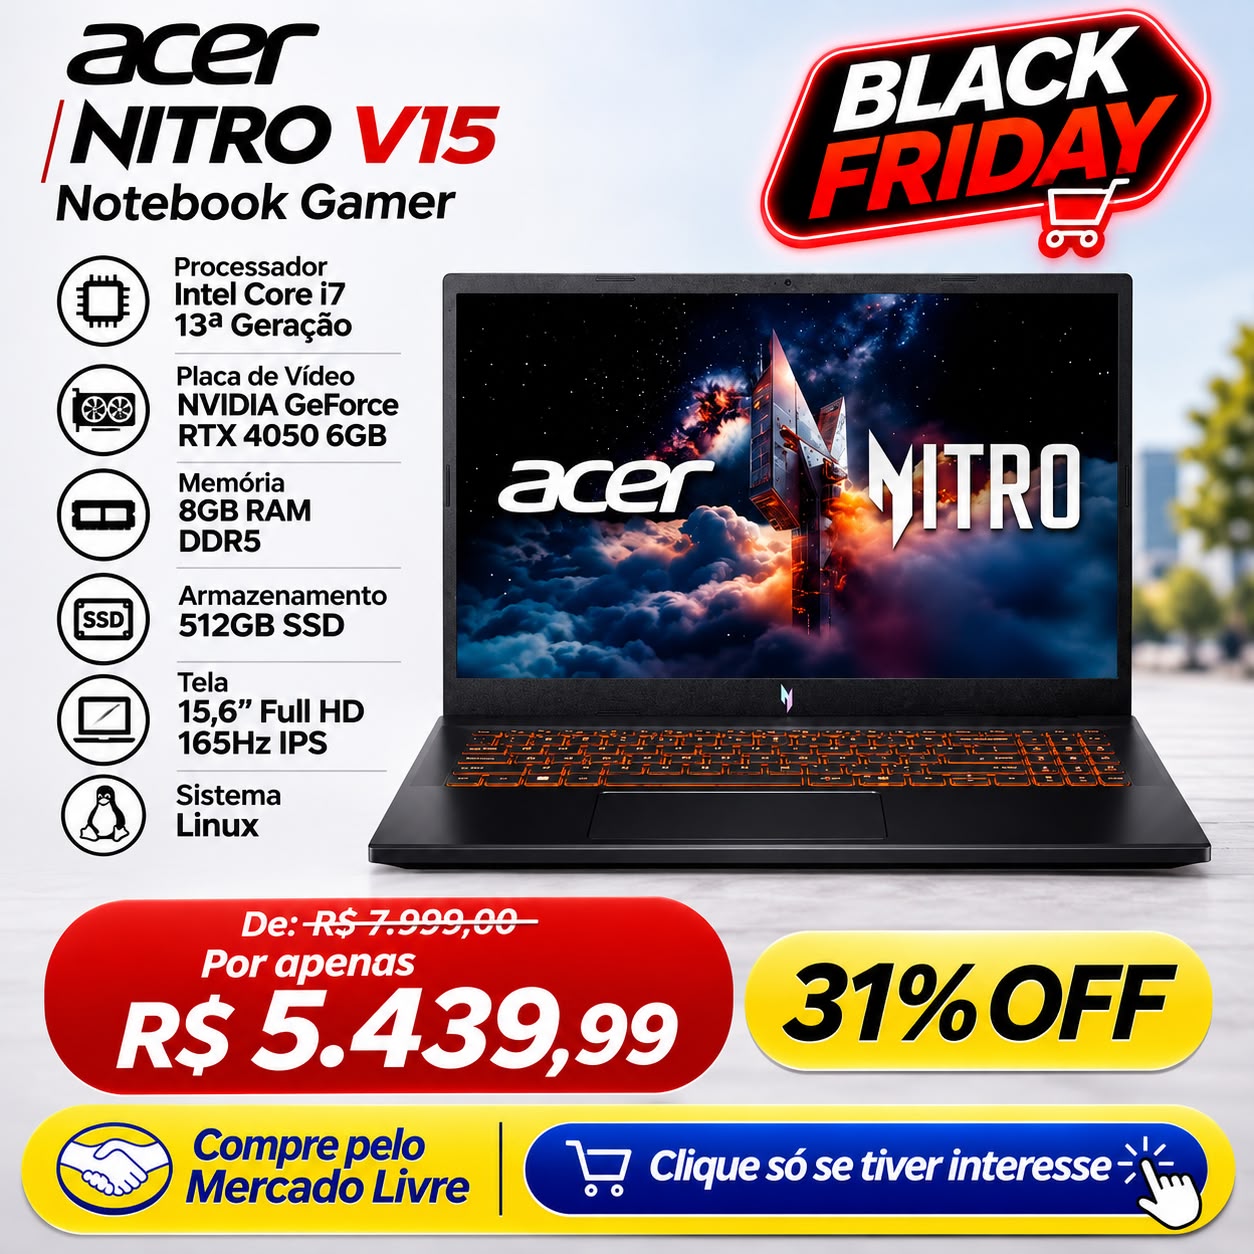 acer
NITRO V15
Notebook Gamer
BLACK
FRIDAY
Processador
Intel Core i7
13ª Geração
Placa de Vídeo
NVIDIA GeForce
RTX 4050 6GB
Memória
8GB RAM
DDR5
SSD
Armazenamento
512GB SSD
Tela
15,6” Full HD
165Hz IPS
Sistema
Linux
acer NITRO
De: R$ 7.999,00
Por apenas
R$ 5.439,99
31% OFF
Compre pelo
Mercado Livre
Clique só se tiver interesse